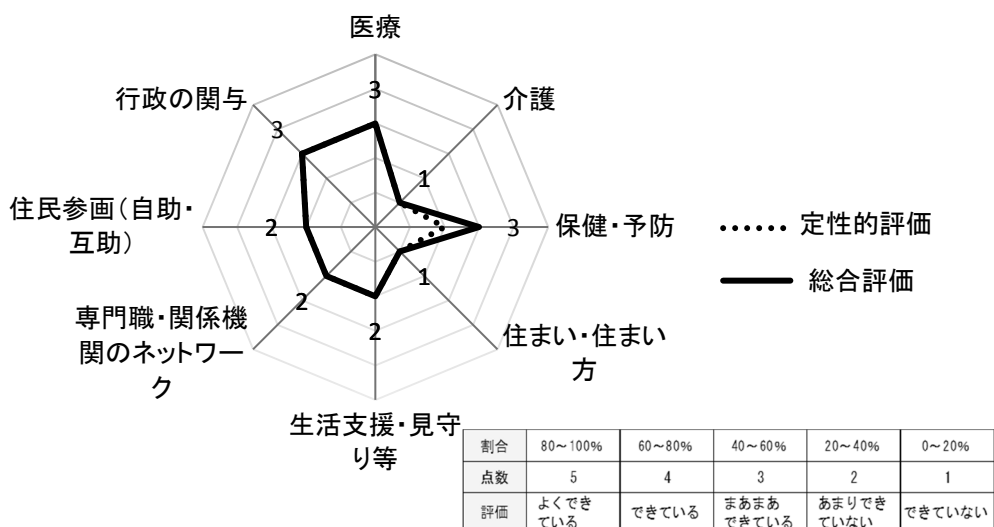 医療
介護
保健・予防
住まい・住まい
方
生活支援・見守
り等
専門職・関係機
関のネットワー
ク
住民参画（自助・
互助）
行政の関与
3
1
3
1
2
2
2
3
定性的評価
総合評価
割合 80～100% 60～80% 40～60% 20～40% 0～20%
点数 5 4 3 2 1
評価 よくでき できている まあまあ あまりでき できていない
ている できている ていない